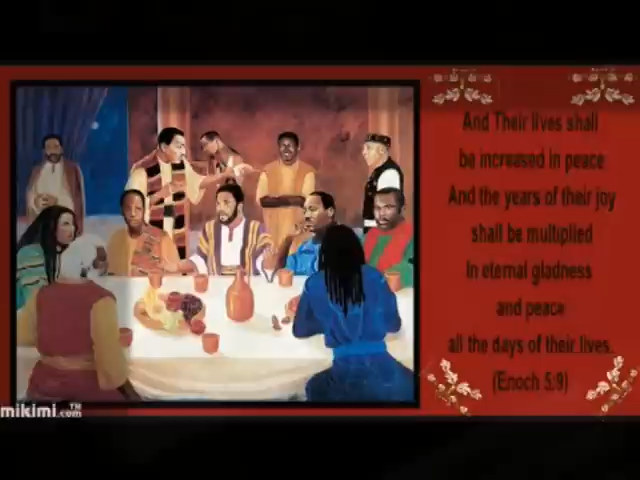 And Their lives shall
be increased in peace
And the years of their joy
shall be multiplied
In eternal gladness
and peace
all the days of their lives.
(Enoch 5:9)
mikimi.com™